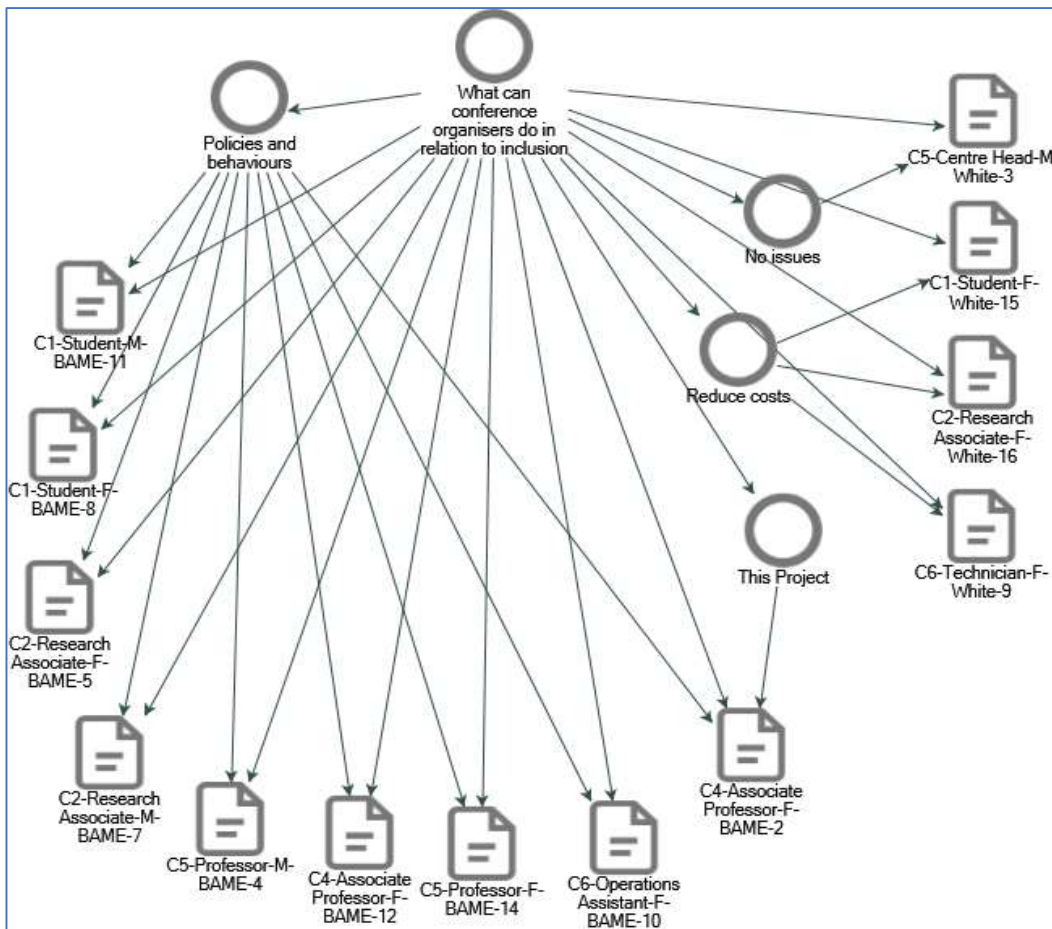 What can
conference
organisers do in
relation to inclusion
Policies and
behaviours
C5-Centre Head-M-
White-3
No issues
C1-Student-F-
White-15
C1-Student-M-
BAME-11
Reduce costs
C2-Research
Associate-F-
White-16
C1-Student-F-
BAME-8
This Project
C6-Technician-F-
White-9
C2-Research
Associate-F-
BAME-5
C2-Research
Associate-M-
BAME-7
C5-Professor-M-
BAME-4
C4-Associate
Professor-F-
BAME-12
C5-Professor-F-
BAME-14
C6-Operations
Assistant-F-
BAME-10
C4-Associate
Professor-F-
BAME-2